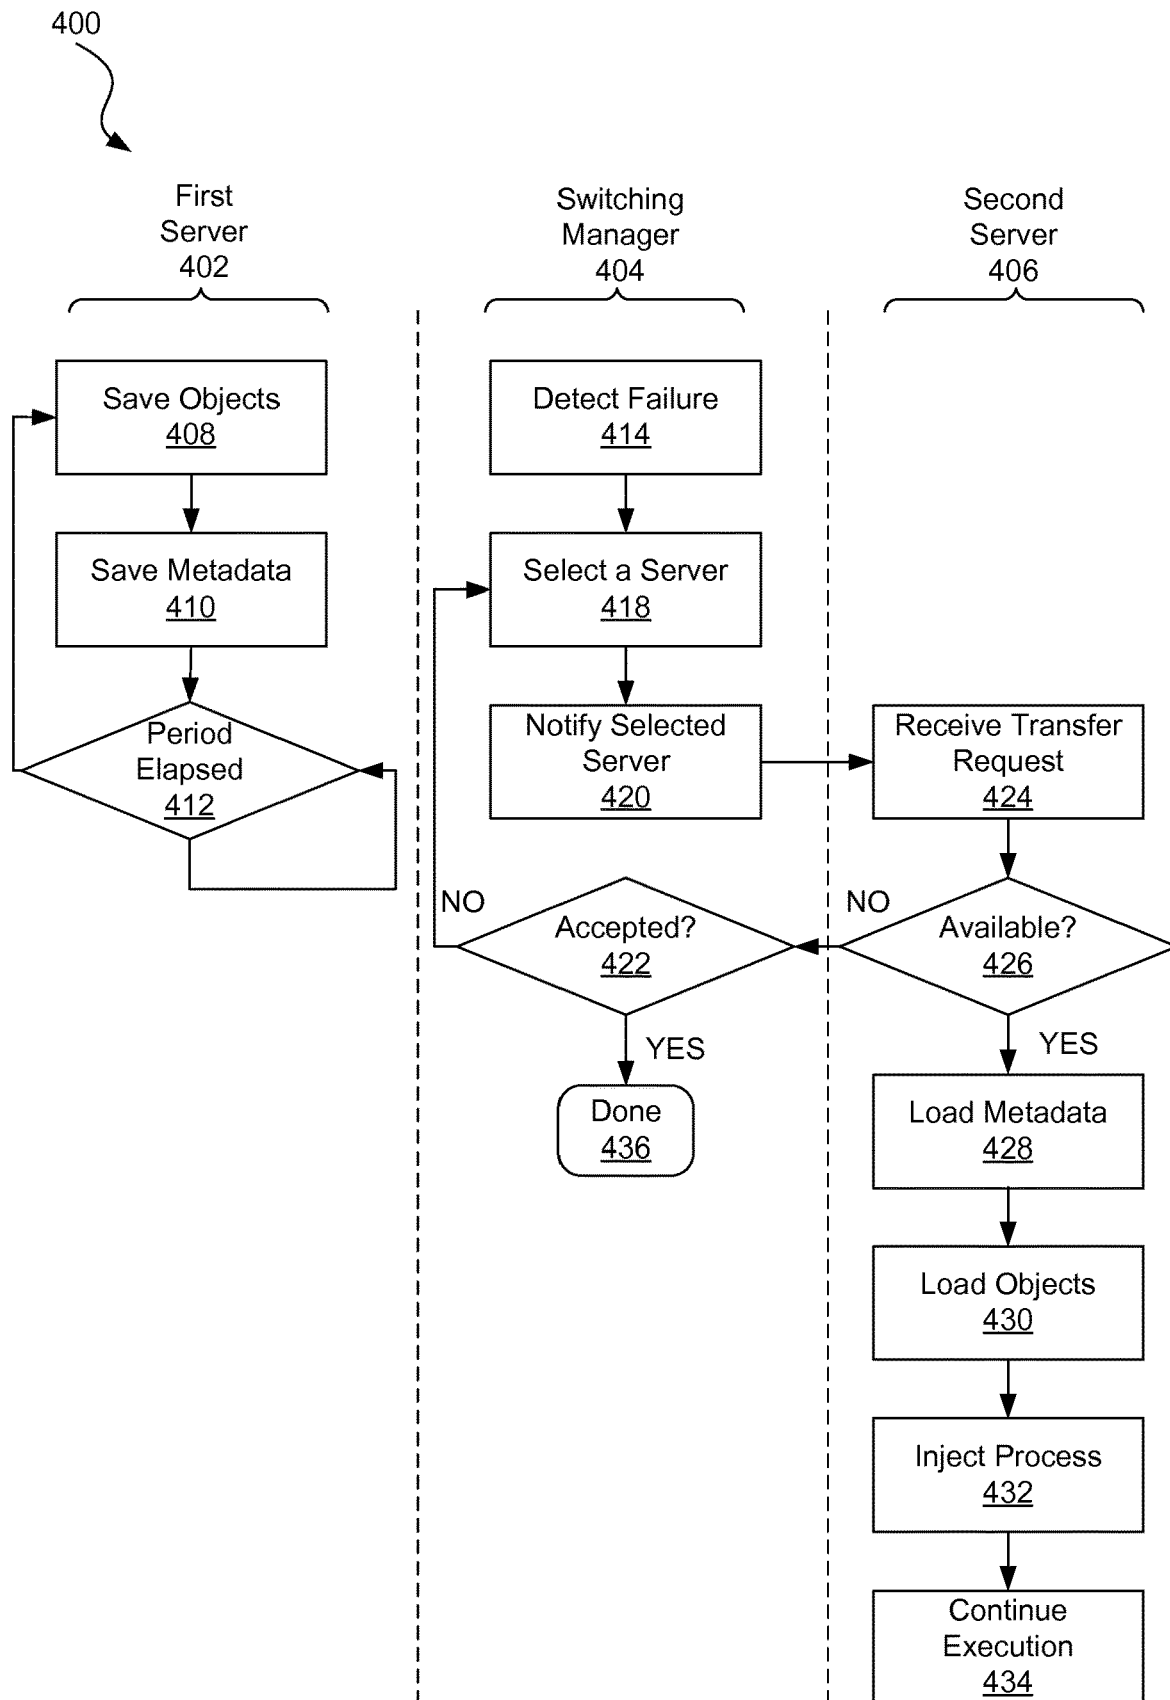 400
First
Server
402
Switching
Manager
404
Second
Server
406
Save Objects
408
Save Metadata
410
Period
Elapsed
412
Detect Failure
414
Select a Server
418
Notify Selected
Server
420
NO
Accepted?
422
YES
Done
436
Receive Transfer
Request
424
NO
Available?
426
YES
Load Metadata
428
Load Objects
430
Inject Process
432
Continue
Execution
434